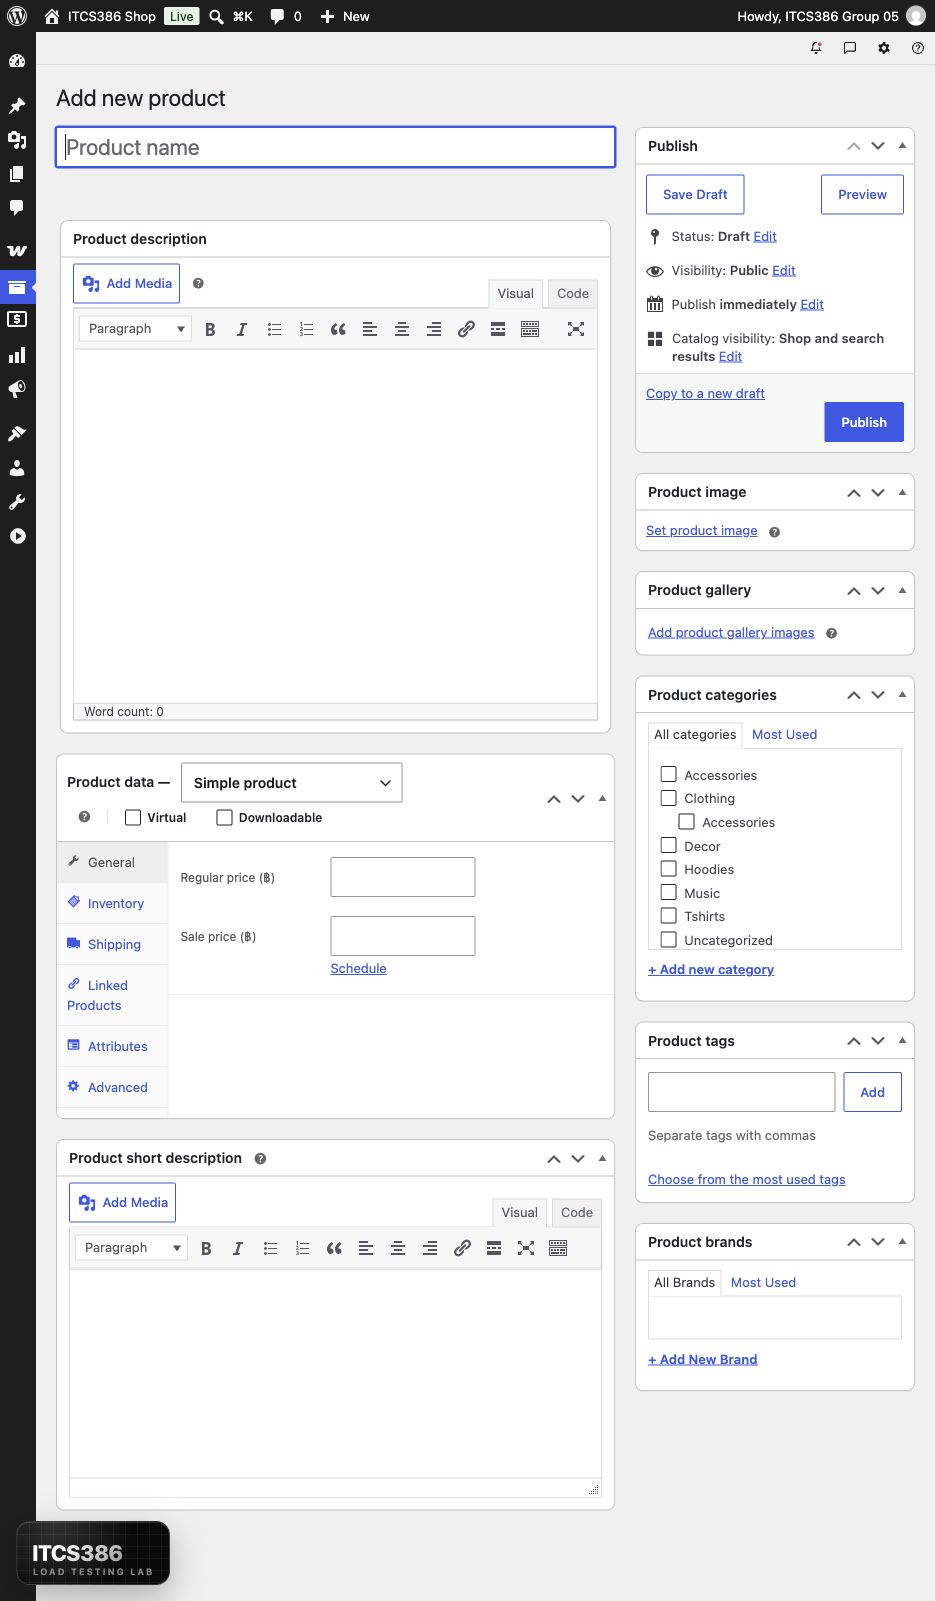 ITCS386 Shop Live ⌘K 0 New Howdy, ITCS386 Group 05
Add new product
Product name
Product description
Add Media
Visual Code
Paragraph
Word count: 0
Product data — Simple product
Virtual Downloadable
General
Inventory
Shipping
Linked
Products
Attributes
Advanced
Regular price (฿)
Sale price (฿)
Schedule
Product short description
Add Media
Visual Code
Paragraph
Publish
Save Draft Preview
Status: Draft Edit
Visibility: Public Edit
Publish immediately Edit
Catalog visibility: Shop and search
results Edit
Copy to a new draft
Publish
Product image
Set product image
Product gallery
Add product gallery images
Product categories
All categories Most Used
Accessories
Clothing
Accessories
Decor
Hoodies
Music
Tshirts
Uncategorized
+ Add new category
Product tags
Add
Separate tags with commas
Choose from the most used tags
Product brands
All Brands Most Used
+ Add New Brand
ITCS386
LOAD TESTING LAB